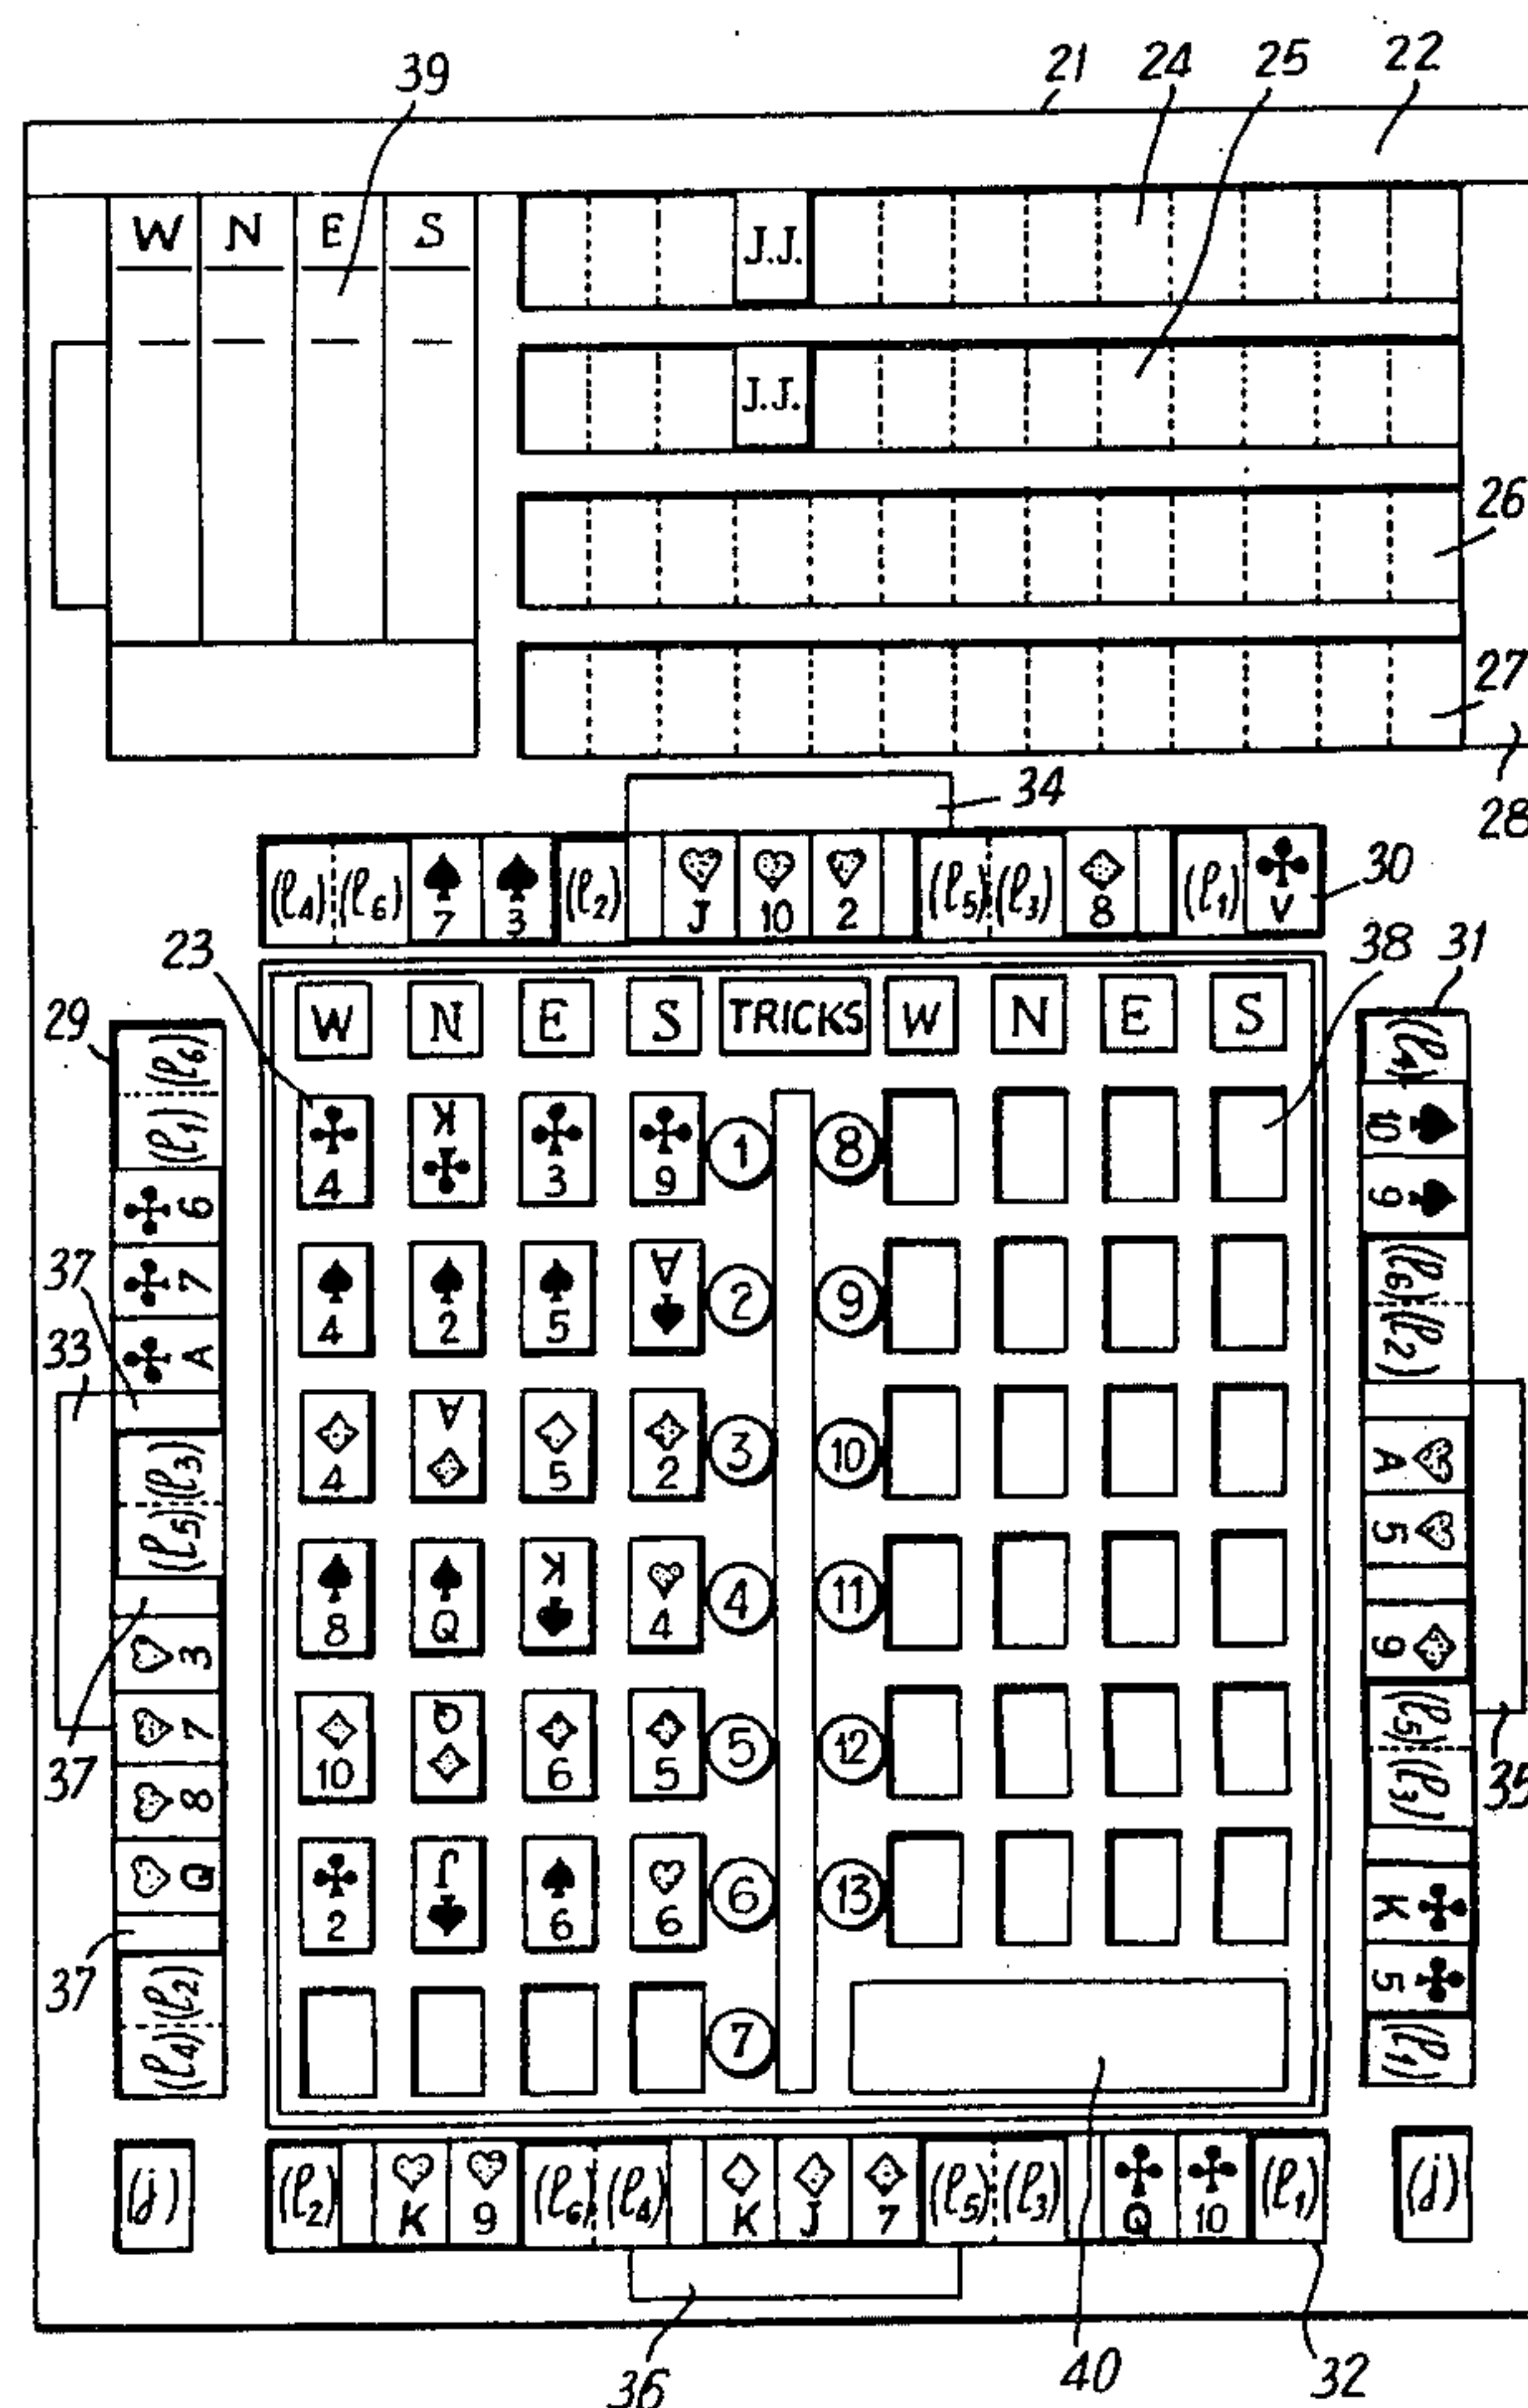 39 21 24 25 22
W N E S J.J.
J.J.
26
27
28
34
(ℓ4) (ℓ6) ♠7 ♠3 (ℓ2) ♥J ♥10 ♥2 (ℓ5) (ℓ3) ♦8 (ℓ1) ♣V 30
23 38 31
29
W N E S TRICKS W N E S
♣4 K♣ ♣3 ♣9 1 8
♠4 ♠2 ♠5 A♠ 2 9
♦4 A♦ ♦5 ♦2 3 10
♠8 ♠Q K♠ ♥4 4 11
♦10 Q♦ ♦6 ♦5 5 12
♣2 J♠ ♠6 ♥6 6 13
7
(ℓ1) (ℓ6)
♣6
♣7
♣A
37
33
(ℓ5) (ℓ3)
37
♥3
♥7
♥8
♥Q
37
(ℓ4) (ℓ2)
(ℓ4)
10♠
9♠
(ℓ6) (ℓ2)
A♥
5♥
9♦
(ℓ5) (ℓ3)
35
K♣
5♣
(ℓ1)
(j) (ℓ2) ♥K ♥9 (ℓ6) (ℓ4) ♦K ♦J ♦7 (ℓ5) (ℓ3) ♣Q ♣10 (ℓ1) (j)
36 40 32